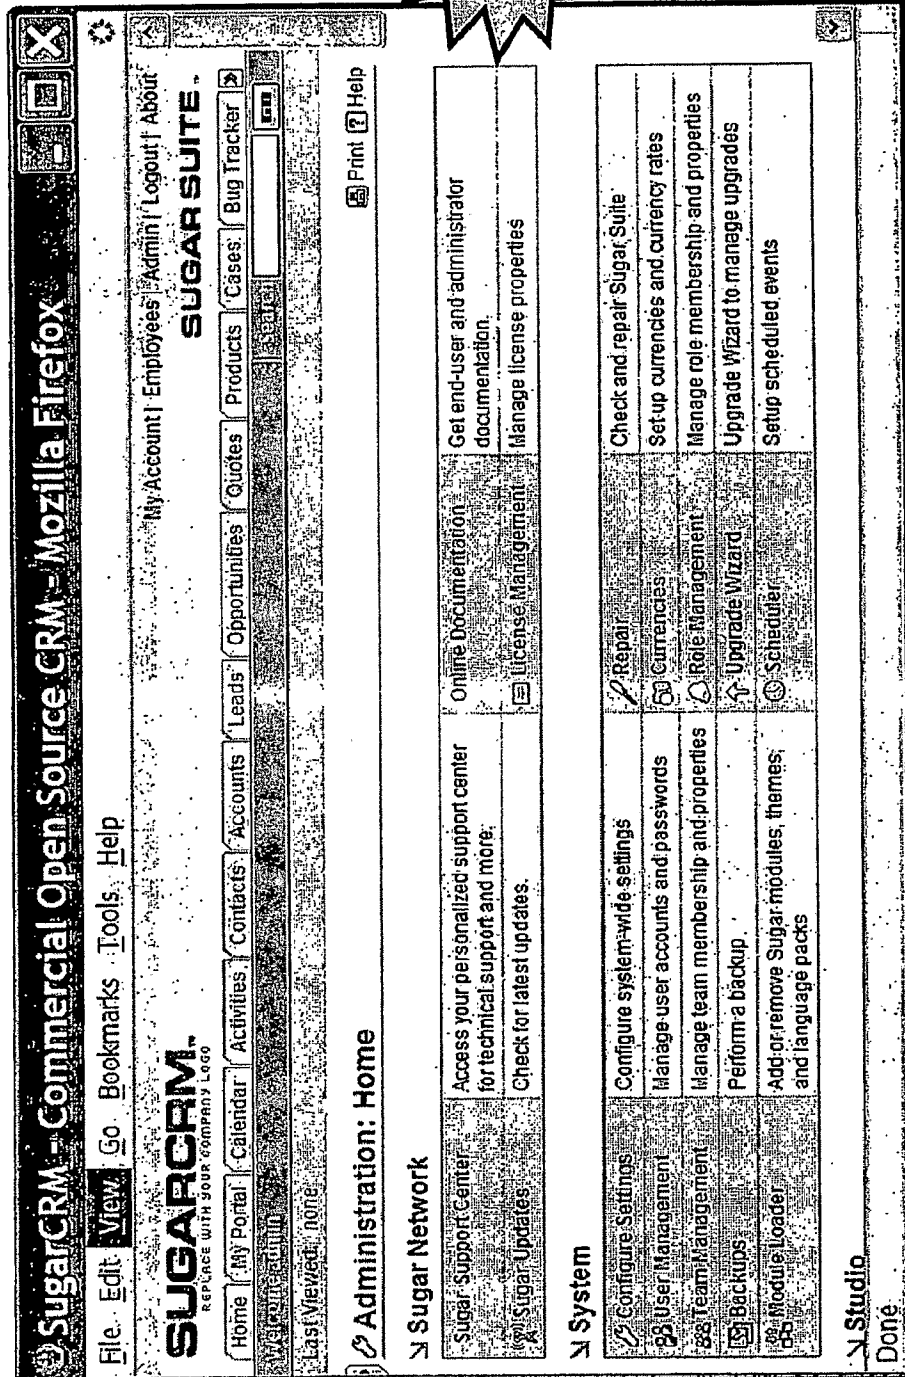 SugarCRM - Commercial Open Source CRM - Mozilla Firefox
File Edit View Go Bookmarks Tools Help
My Account | Employees | Admin | Logout | About
SUGARCRM™
REPLACE WITH YOUR COMPANY LOGO
SUGARSUITE™
Home My Portal Calendar Activities Contacts Accounts Leads Opportunities Quotes Products Cases Bug Tracker »
Welcome admin Search GO
Last Viewed: none
Administration: Home Print ? Help
Sugar Network
Sugar Support Center Access your personalized support center
for technical support and more.
Online Documentation Get end-user and administrator
documentation.
Sugar Updates Check for latest updates. License Management Manage license properties
System
Configure Settings Configure system-wide settings Repair Check and repair Sugar Suite
User Management Manage user accounts and passwords Currencies Set up currencies and currency rates
Team Management Manage team membership and properties Role Management Manage role membership and properties
Backups Perform a backup Upgrade Wizard Upgrade Wizard to manage upgrades
Module Loader Add or remove Sugar modules, themes,
and language packs
Scheduler Setup scheduled events
Studio
Done